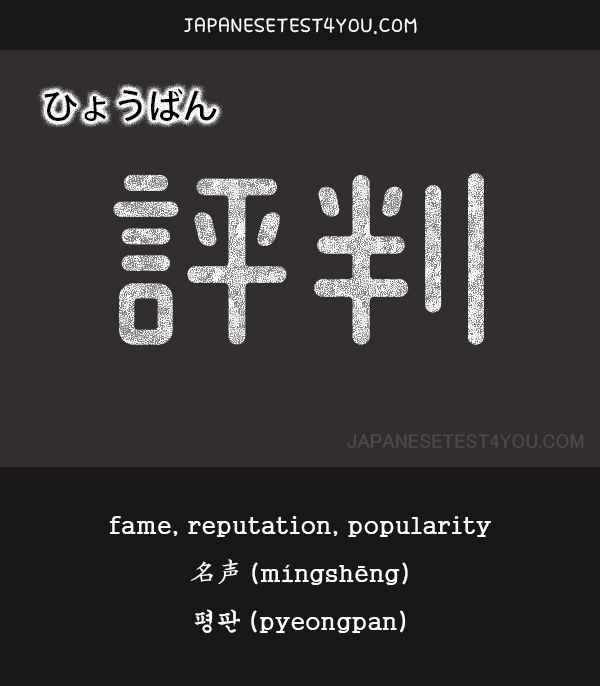 JAPANESETEST4YOU.COM
ひょうばん
評判
JAPANESETEST4YOU.COM
fame, reputation, popularity
名声 (míngshēng)
평판 (pyeongpan)